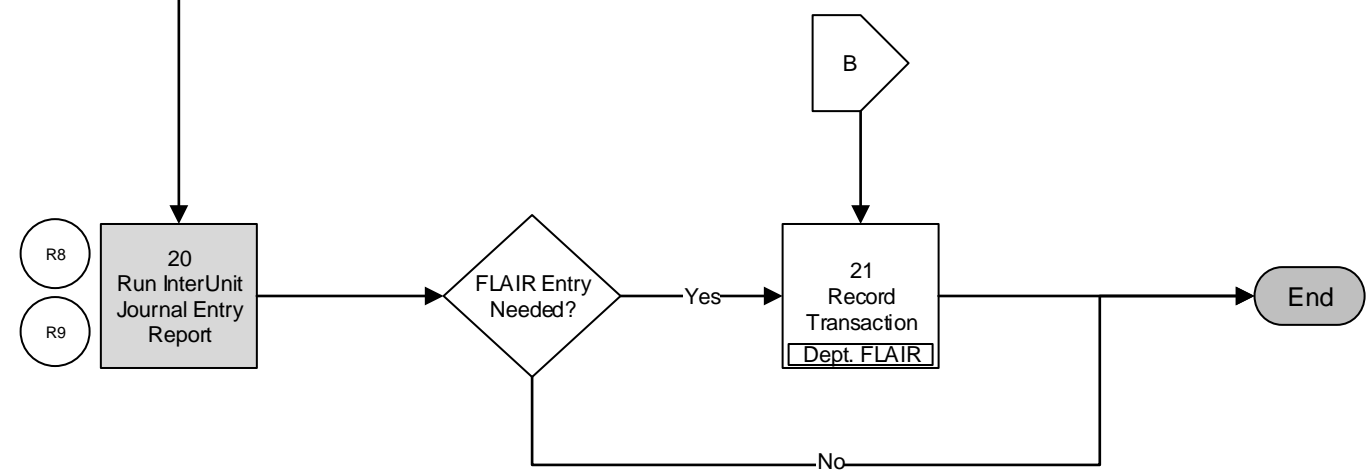 B
R8
R9
20
Run InterUnit
Journal Entry
Report
FLAIR Entry
Needed?
Yes
21
Record
Transaction
Dept. FLAIR
End
No